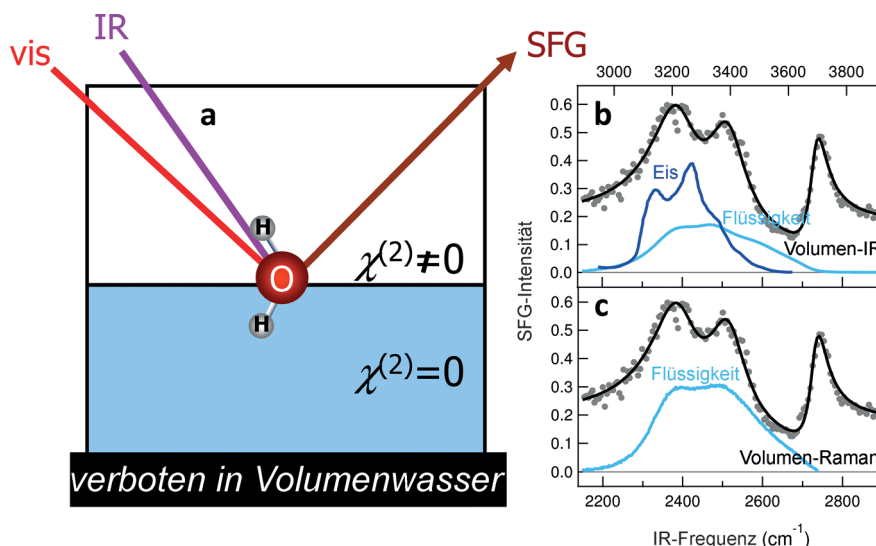 IR
vis
SFG
a
H
O
H
χ(2)≠0
χ(2)=0
verboten in Volumenwasser
3000 3200 3400 3600 3800
b
0.6
0.5
0.4
0.3
0.2
0.1
0.0
Eis
Flüssigkeit
Volumen-IR
SFG-Intensität
c
0.6
0.5
0.4
0.3
0.2
0.1
0.0
Flüssigkeit
Volumen-Raman
2200 2400 2600 2800
IR-Frequenz (cm-1)